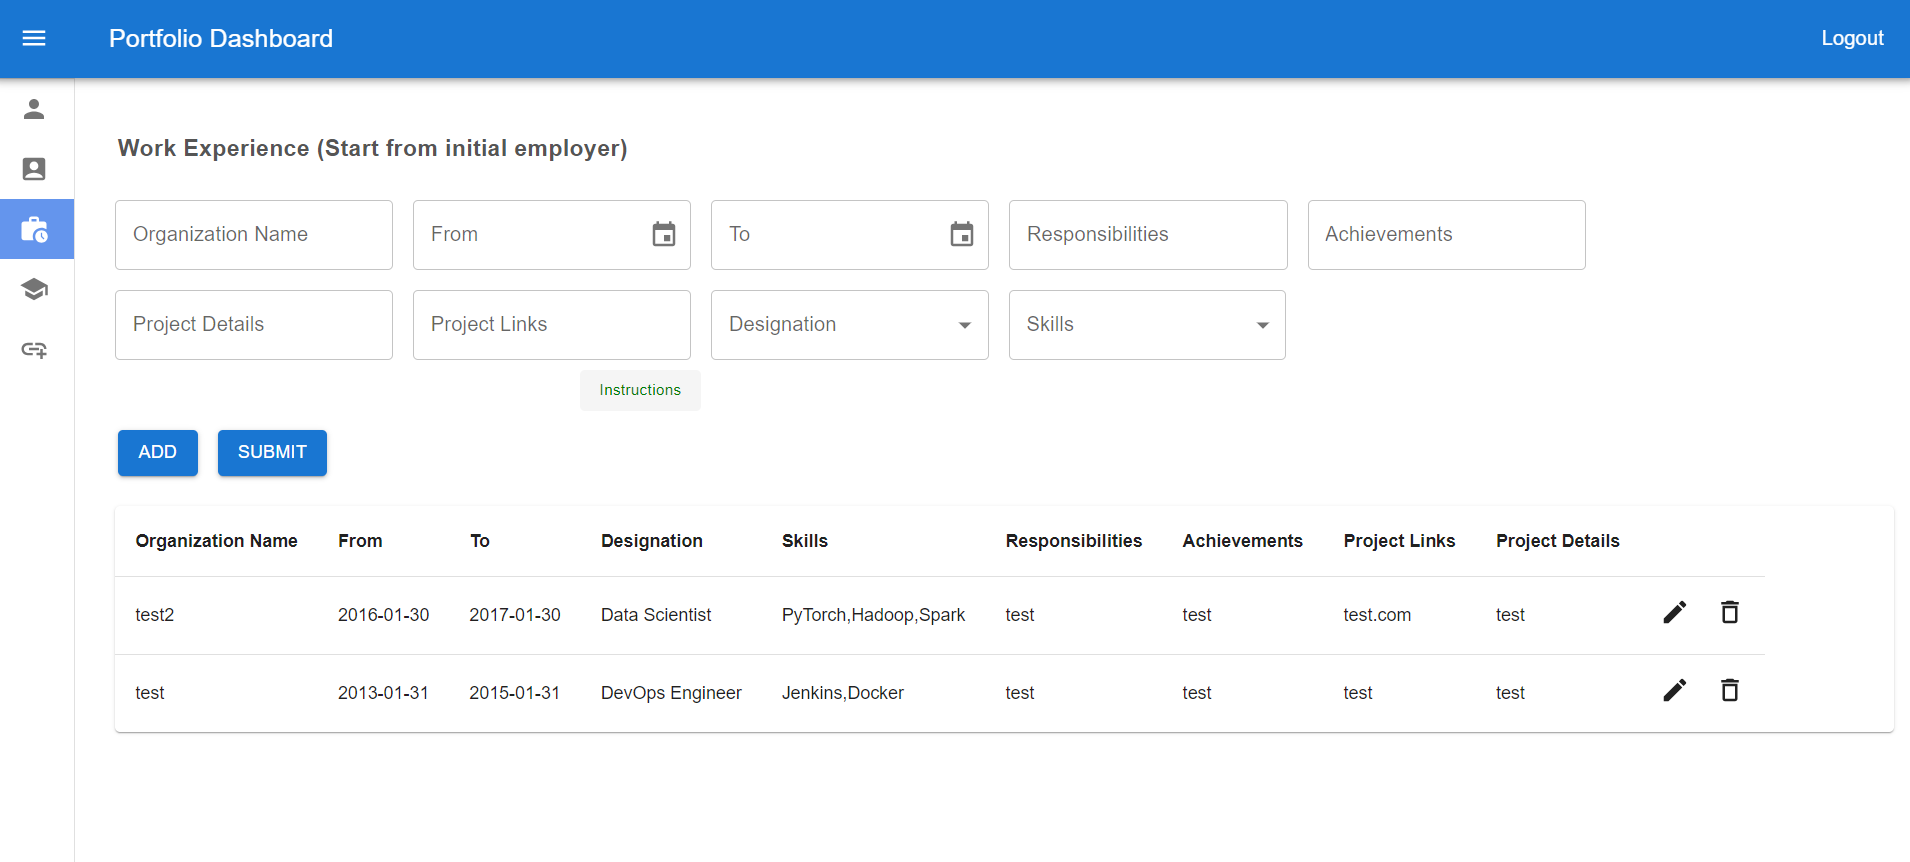 Portfolio Dashboard Logout
Work Experience (Start from initial employer)
Organization Name From To Responsibilities Achievements
Project Details Project Links Designation Skills
Instructions
ADD SUBMIT
Organization Name From To Designation Skills Responsibilities Achievements Project Links Project Details
test2 2016-01-30 2017-01-30 Data Scientist PyTorch,Hadoop,Spark test test test.com test
test 2013-01-31 2015-01-31 DevOps Engineer Jenkins,Docker test test test test